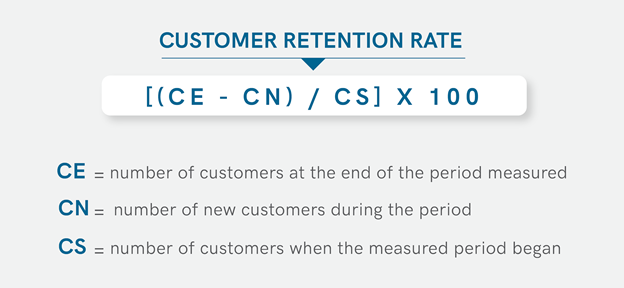 CUSTOMER RETENTION RATE
[(CE - CN) / CS] X 100
CE = number of customers at the end of the period measured
CN = number of new customers during the period
CS = number of customers when the measured period began